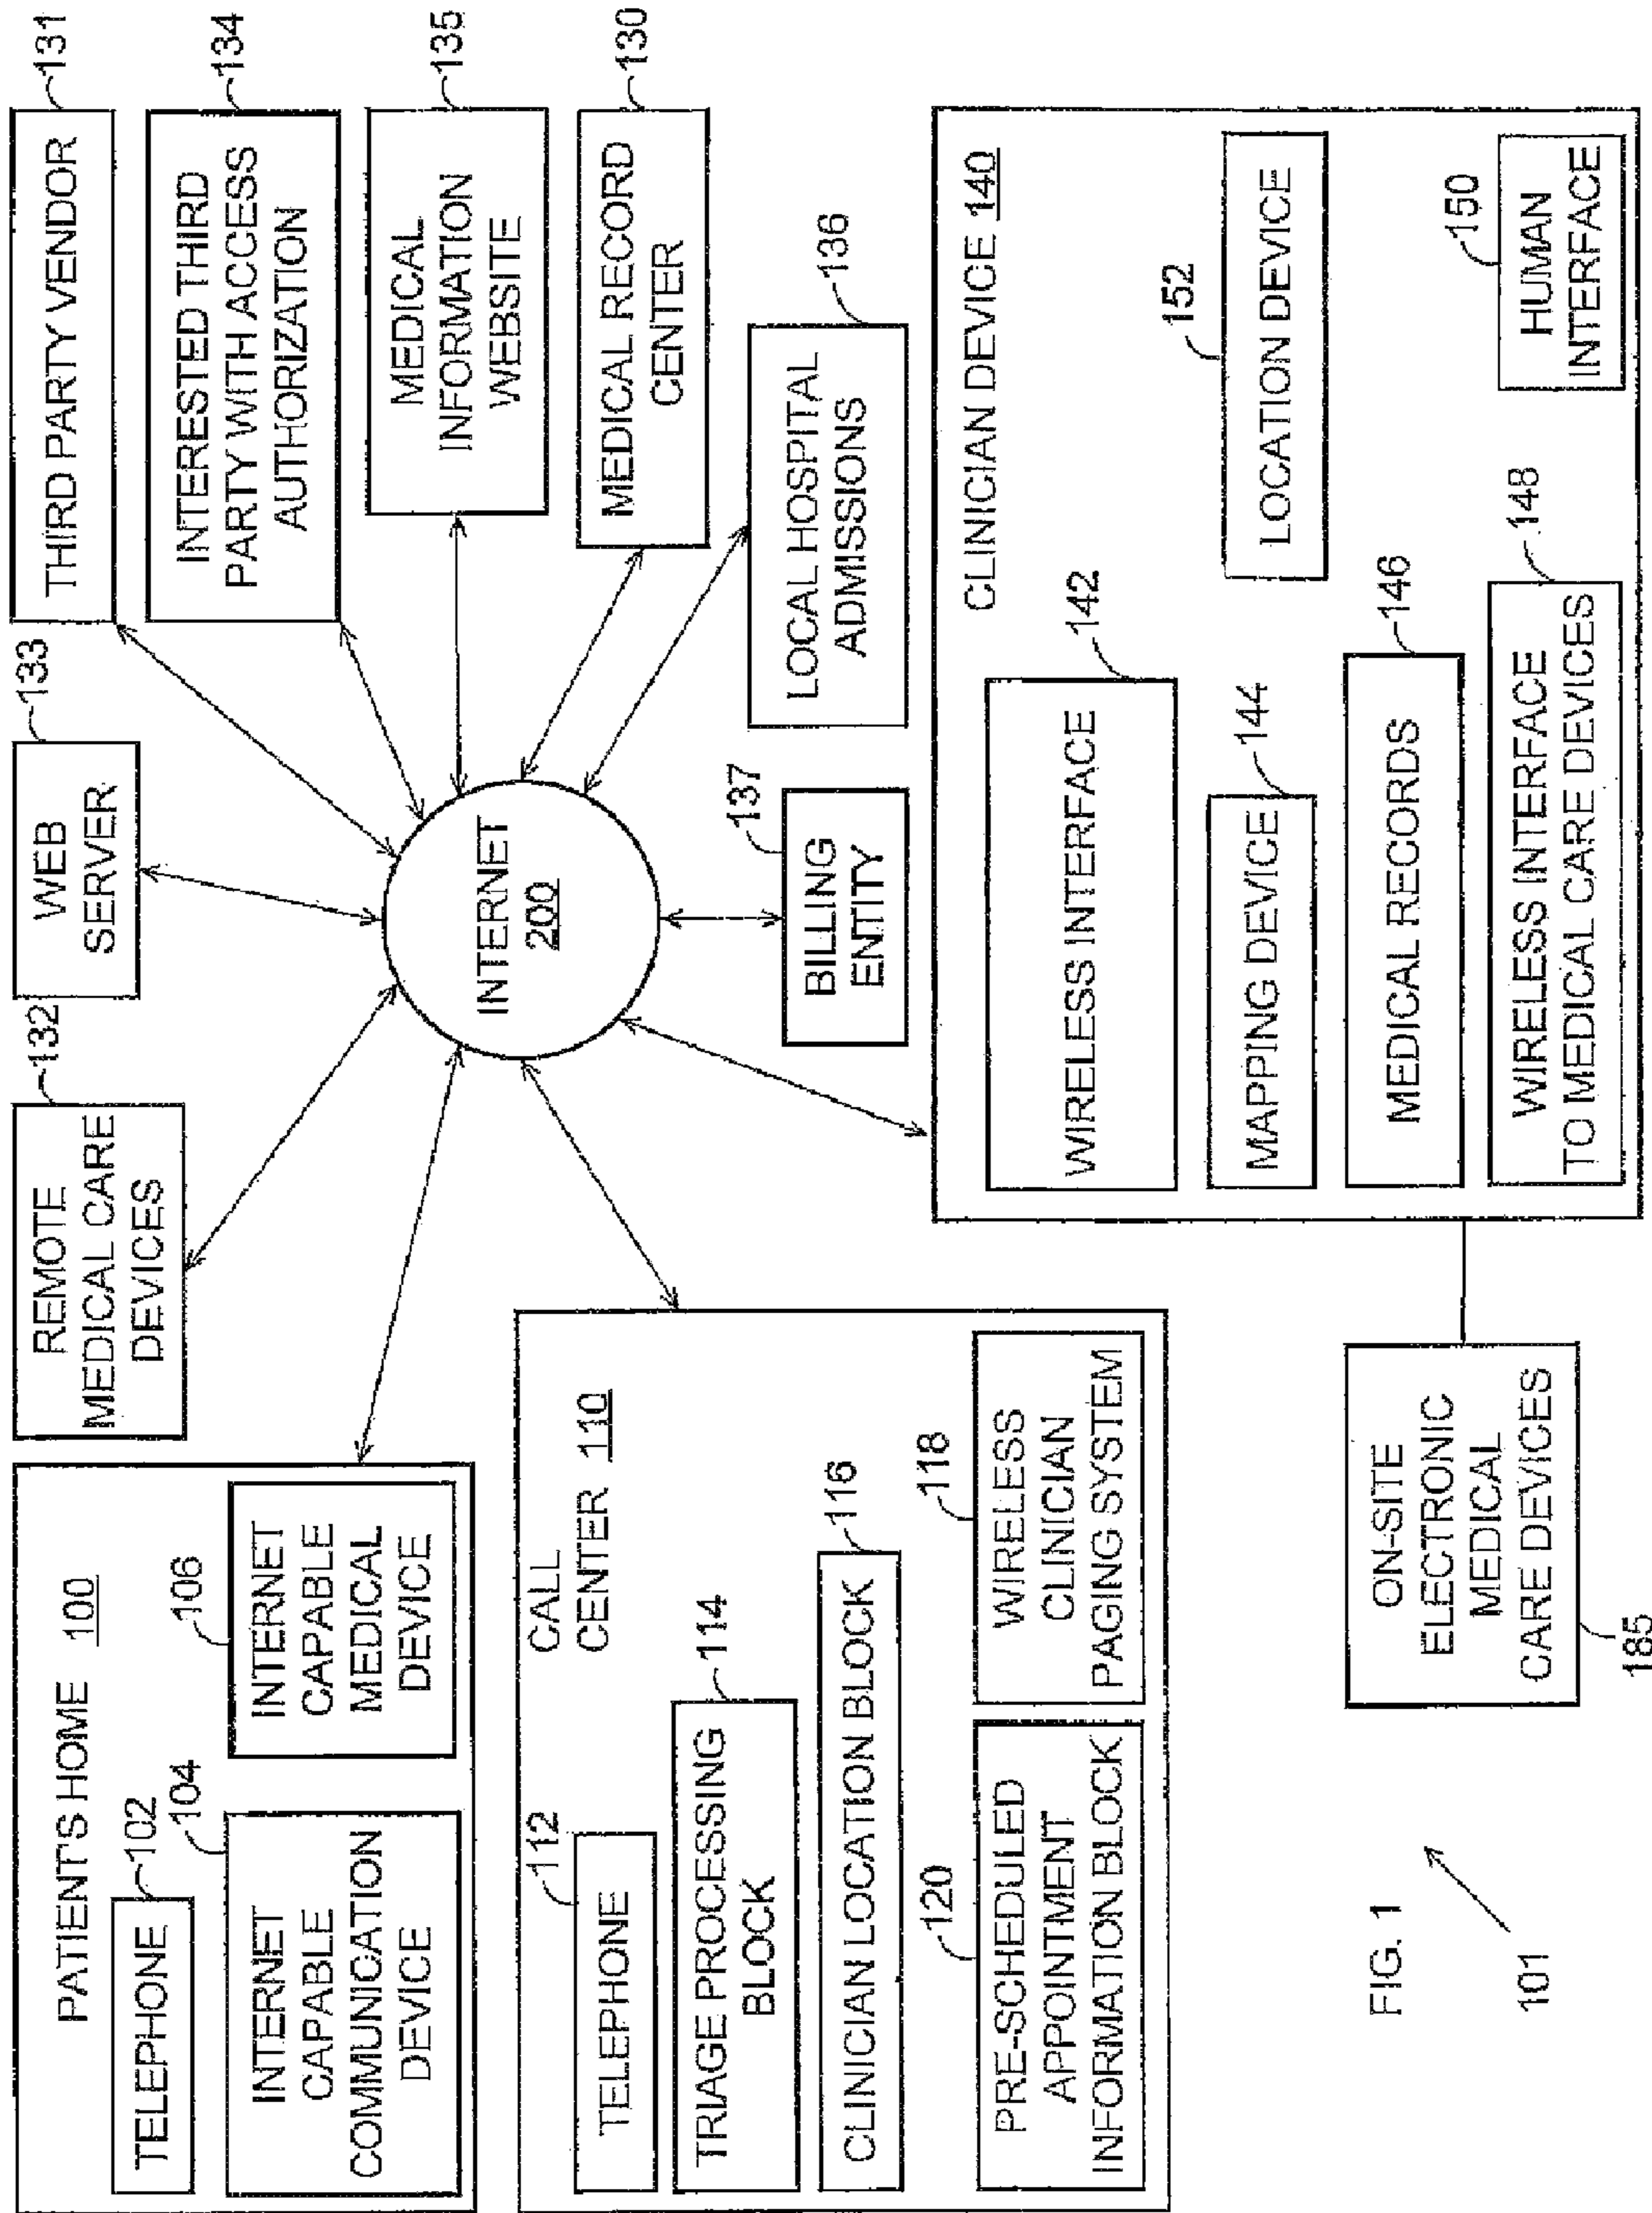 PATIENT'S HOME 100
TELEPHONE
102
104
INTERNET
CAPABLE
COMMUNICATION
DEVICE
106
INTERNET
CAPABLE
MEDICAL
DEVICE
REMOTE
MEDICAL CARE
DEVICES
132
WEB
SERVER
133
THIRD PARTY VENDOR
131
INTERESTED THIRD
PARTY WITH ACCESS
AUTHORIZATION
134
MEDICAL
INFORMATION
WEBSITE
135
MEDICAL RECORD
CENTER
130
LOCAL HOSPITAL
ADMISSIONS
136
INTERNET
200
BILLING
ENTITY
137
CALL
CENTER 110
112
TELEPHONE
TRIAGE PROCESSING
BLOCK
114
CLINICIAN LOCATION BLOCK
116
120
PRE-SCHEDULED
APPOINTMENT
INFORMATION BLOCK
118
WIRELESS
CLINICIAN
PAGING SYSTEM
CLINICIAN DEVICE 140
WIRELESS INTERFACE
142
MAPPING DEVICE
144
MEDICAL RECORDS
146
WIRELESS INTERFACE
TO MEDICAL CARE DEVICES
148
152
LOCATION DEVICE
150
HUMAN
INTERFACE
ON-SITE
ELECTRONIC
MEDICAL
CARE DEVICES
185
FIG. 1
101